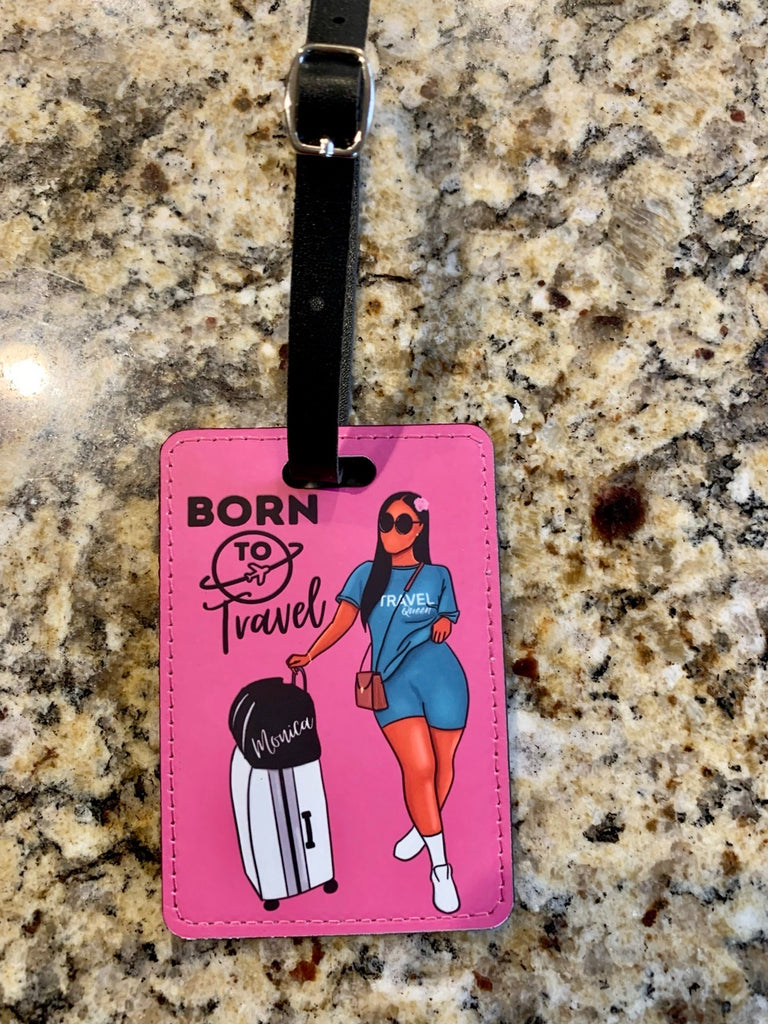 BORN
TO
Travel
TRAVEL
Queen
Monica